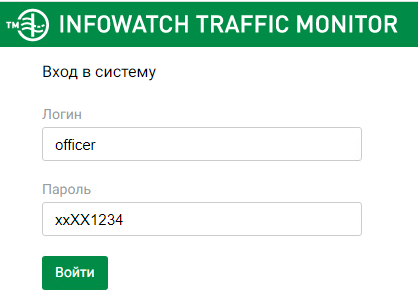 TM INFOWATCH TRAFFIC MONITOR
Вход в систему
Логин
officer
Пароль
xxXX1234
Войти